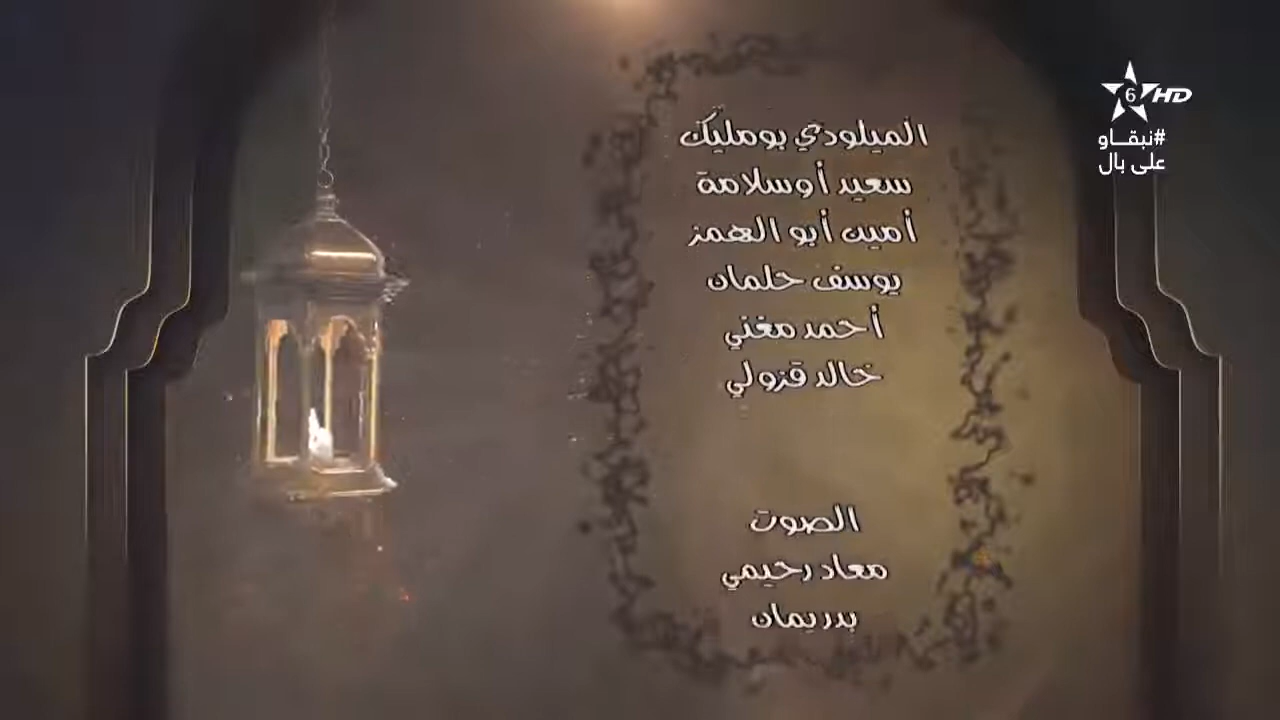 الميلودي بومليك
سعيد أوسلامة
أمين أبو الهمز
يوسف حلمان
أحمد مغني
خالد قزولي
الصوت
معاد رحيمي
بدر يمان
6 HD
#نبقاو
على بال